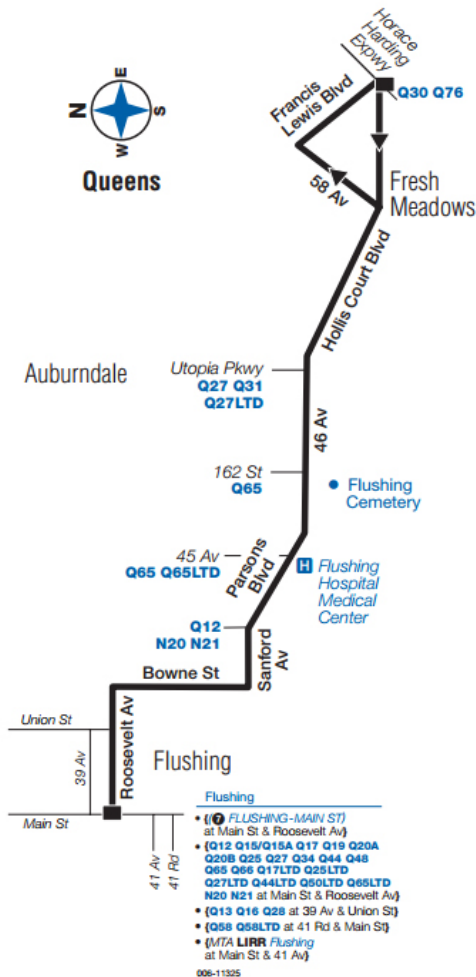 Horace
Harding
Expwy
Q30 Q76
Francis
Lewis Blvd
E
N
S
W
Queens
58 Av
Fresh
Meadows
Hollis Court Blvd
Auburndale
Utopia Pkwy
Q27 Q31
Q27LTD
46 Av
162 St
Q65
Flushing
Cemetery
45 Av
Q65 Q65LTD
Parsons
Blvd
H Flushing
Hospital
Medical
Center
Q12
N20 N21
Sanford
Av
Bowne St
Union St
39 Av
Roosevelt Av
Flushing
Main St
41 Av
41 Rd
Flushing
• {(7 FLUSHING-MAIN ST)
at Main St & Roosevelt Av}
• {Q12 Q15/Q15A Q17 Q19 Q20A
Q20B Q25 Q27 Q34 Q44 Q48
Q65 Q66 Q17LTD Q25LTD
Q27LTD Q44LTD Q50LTD Q65LTD
N20 N21 at Main St & Roosevelt Av}
• {Q13 Q16 Q28 at 39 Av & Union St}
• {Q58 Q58LTD at 41 Rd & Main St}
• {MTA LIRR Flushing
at Main St & 41 Av}
006-11325